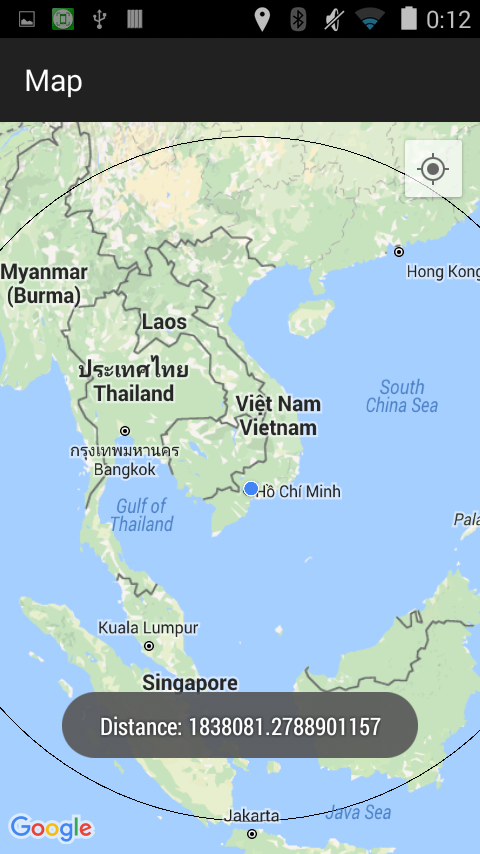 0:12
Map
Hong Kong
Myanmar
(Burma)
Laos
ประเทศไทย
Thailand
South
China Sea
Việt Nam
Vietnam
กรุงเทพมหานคร
Bangkok
Hồ Chí Minh
Gulf of
Thailand
Kuala Lumpur
Singapore
Distance: 1838081.2788901157
Java Sea
Jakarta
Google